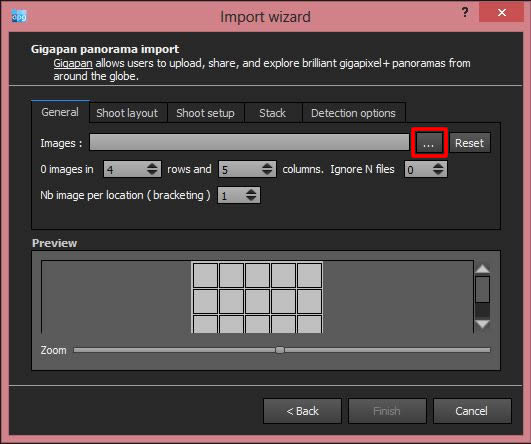 Import wizard
? ×
apg
Gigapan panorama import
Gigapan allows users to upload, share, and explore brilliant gigapixel+ panoramas from
around the globe.
General Shoot layout Shoot setup Stack Detection options
Images : ... Reset
0 images in 4 rows and 5 columns. Ignore N files 0
Nb image per location ( bracketing ) 1
Preview
Zoom
< Back Finish Cancel